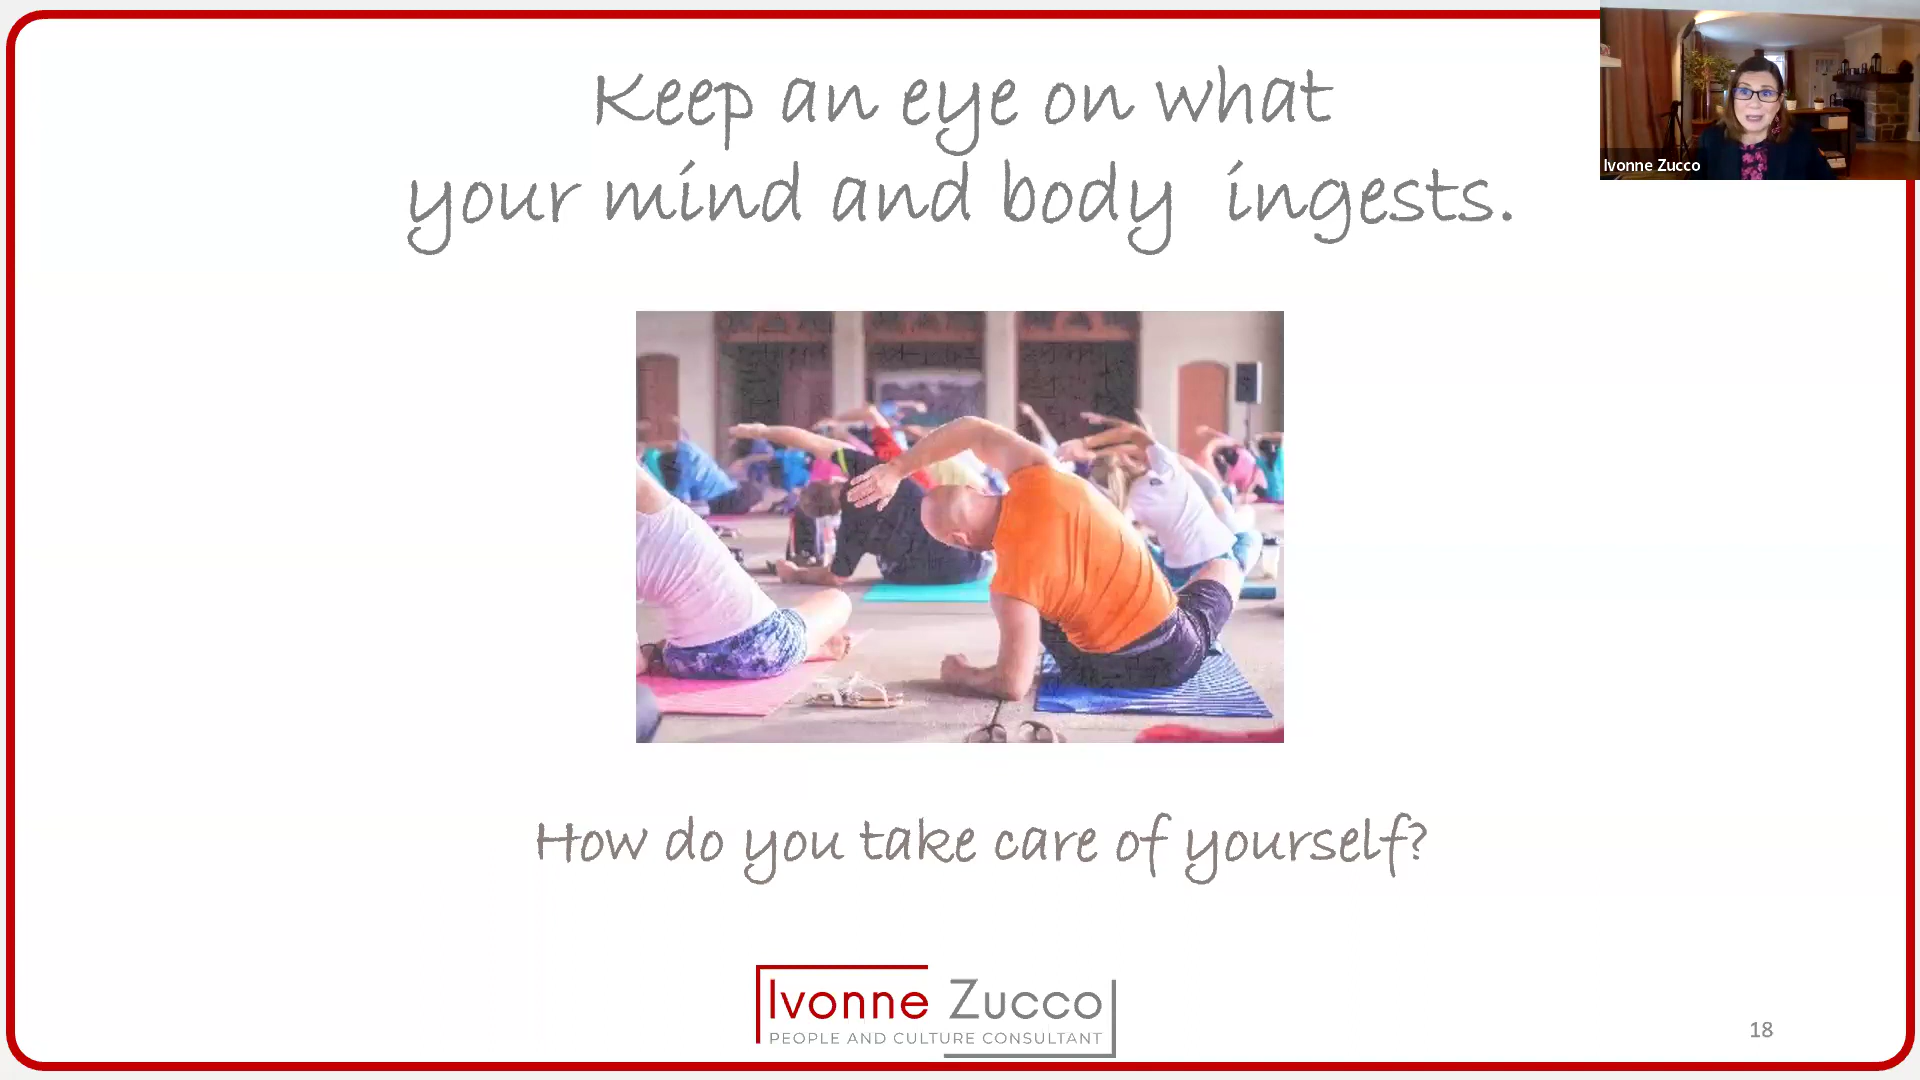 Keep an eye on what
your mind and body ingests.
Ivonne Zucco
How do you take care of yourself?
Ivonne Zucco
PEOPLE AND CULTURE CONSULTANT
18